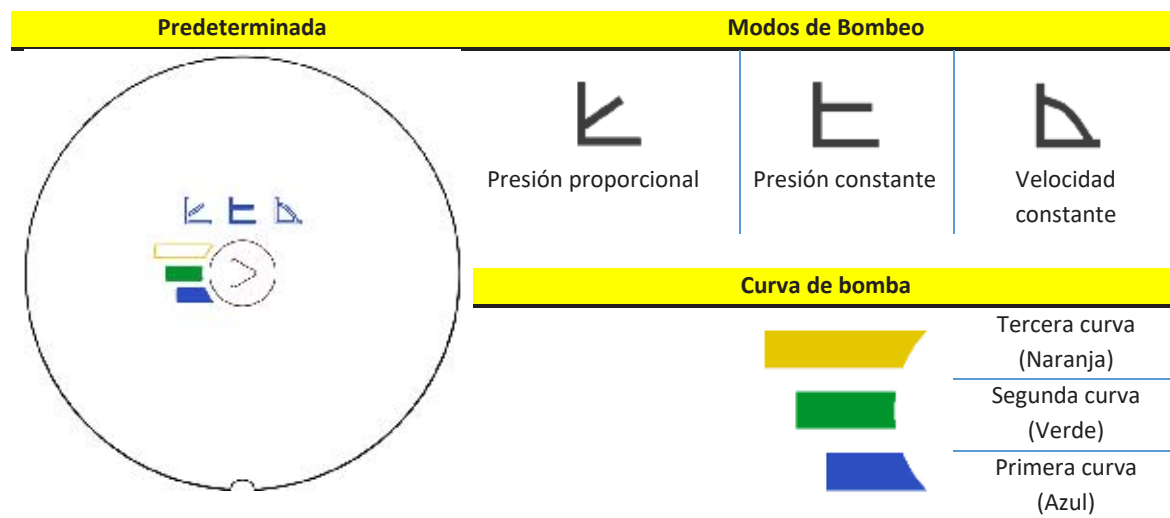 Predeterminada
Modos de Bombeo
Presión proporcional
Presión constante
Velocidad
constante
Curva de bomba
Tercera curva
(Naranja)
Segunda curva
(Verde)
Primera curva
(Azul)